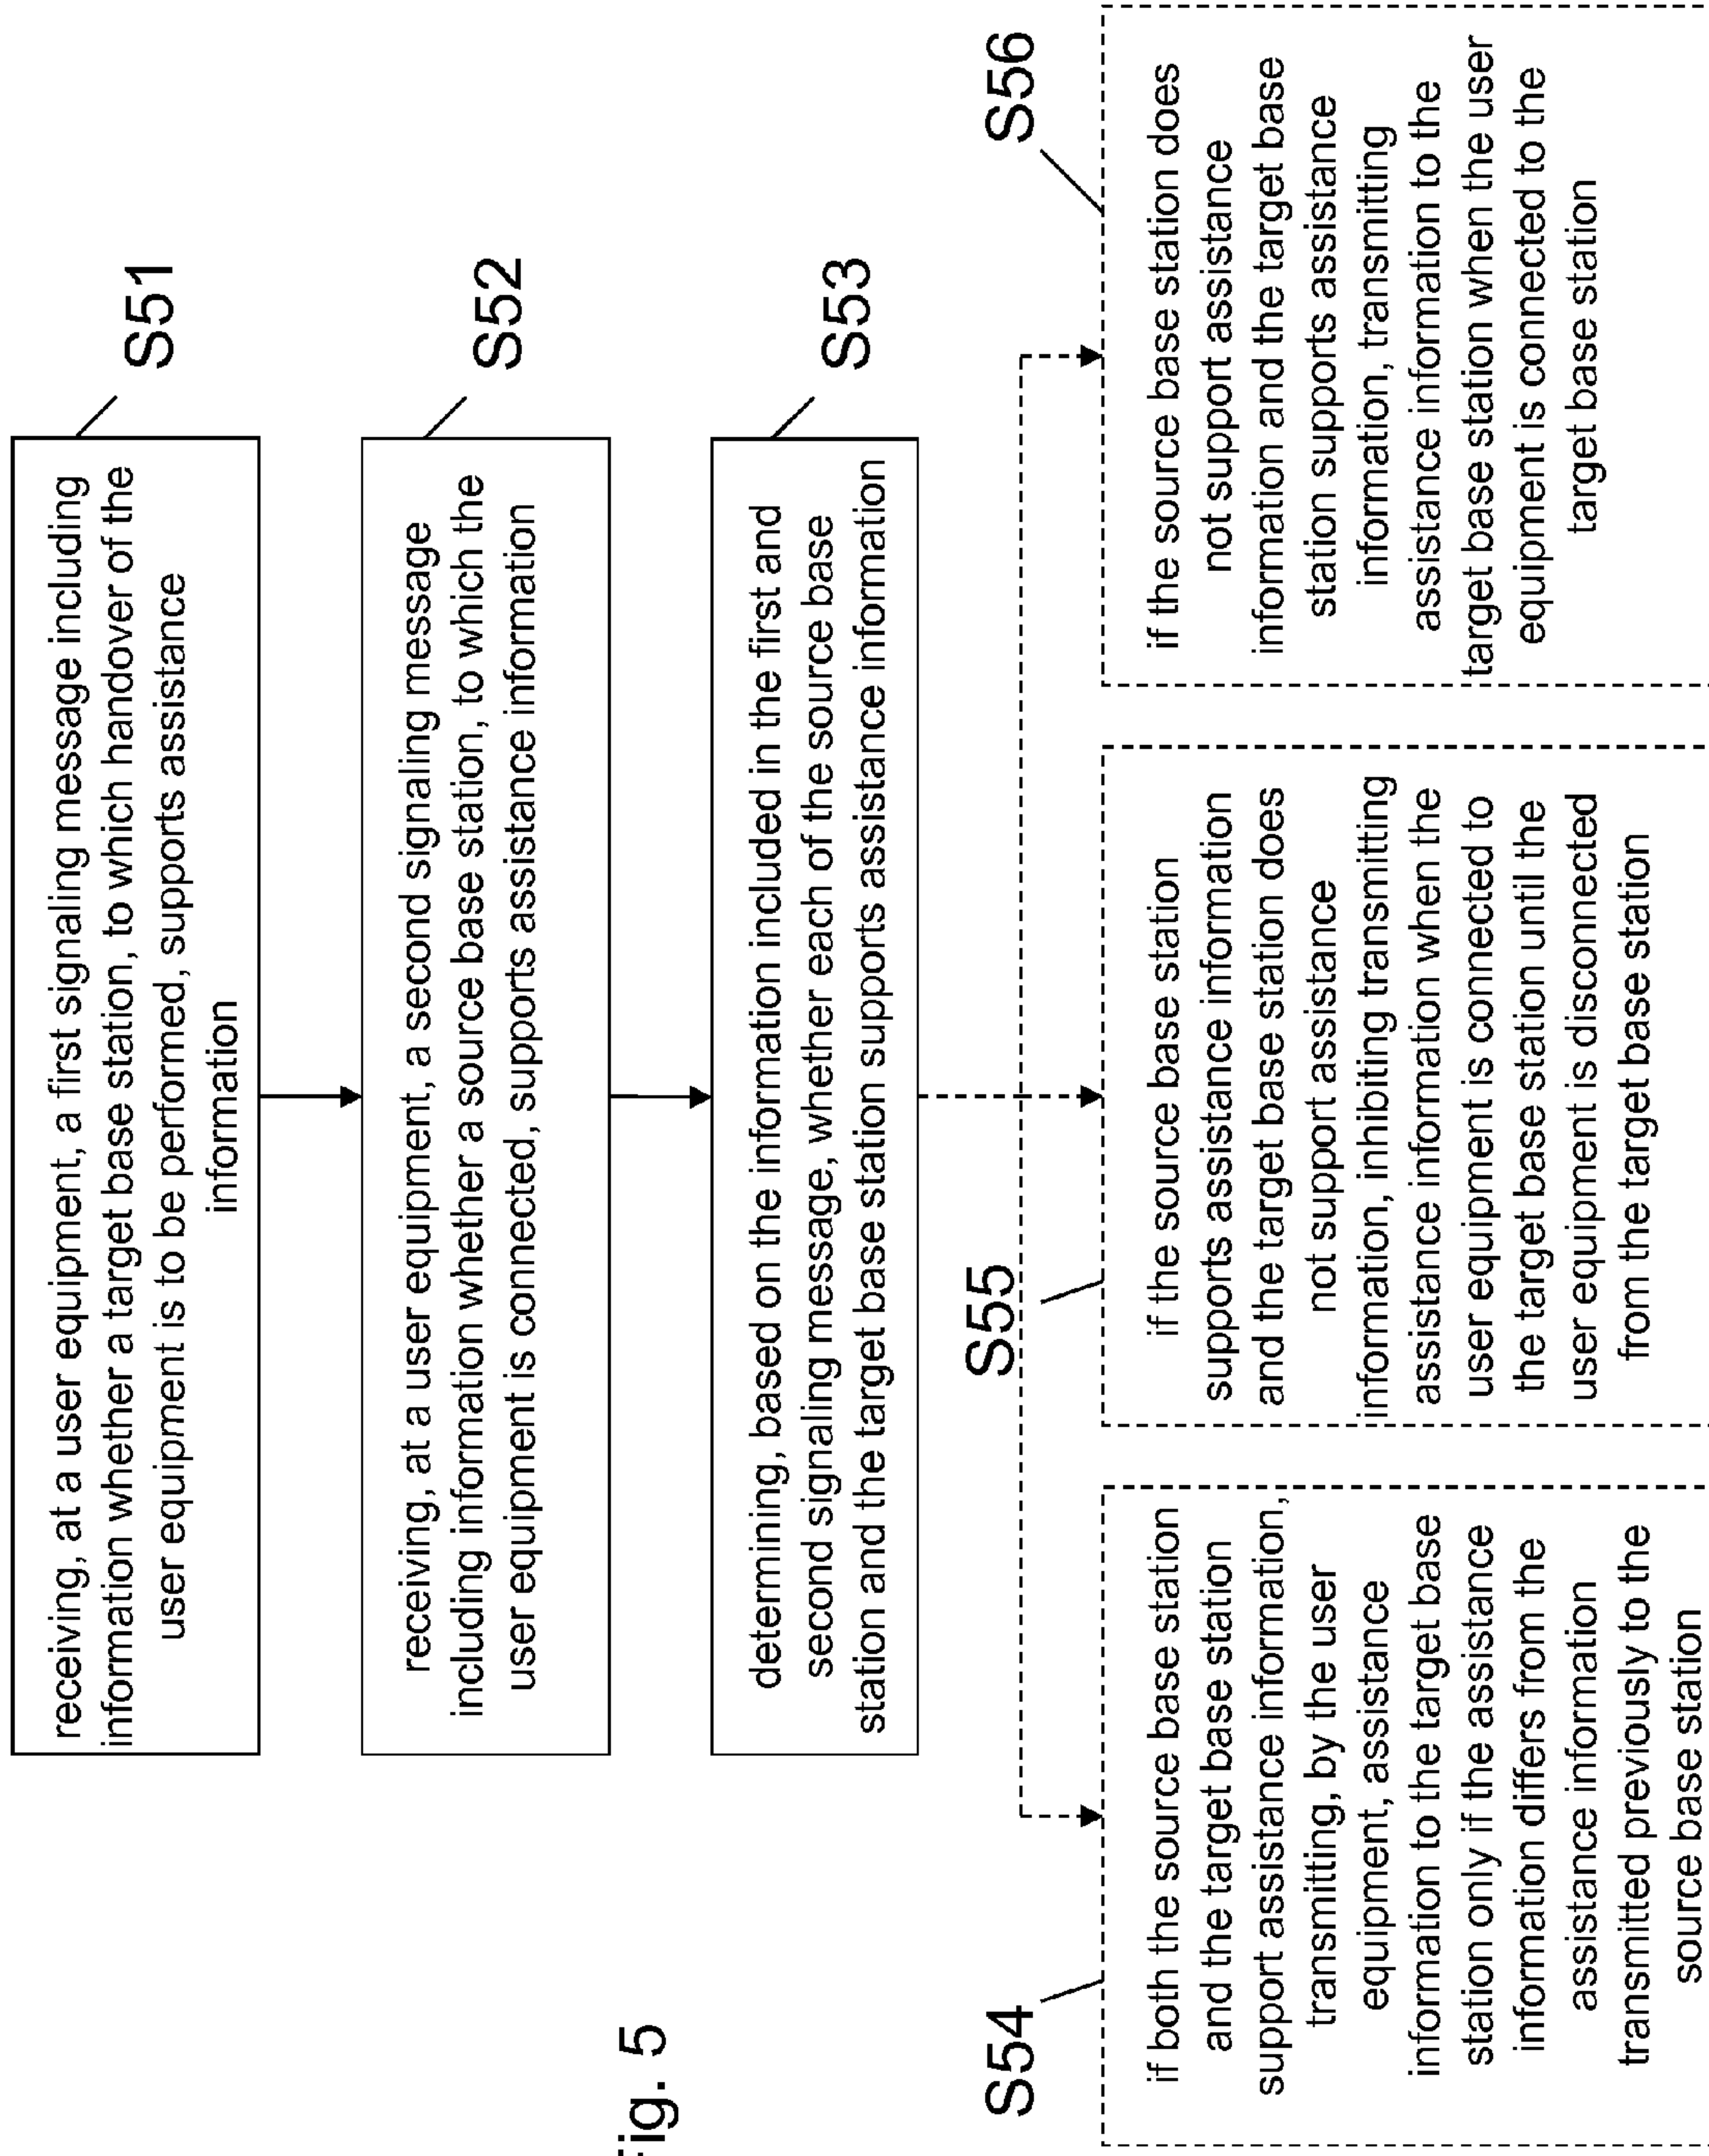 receiving, at a user equipment, a first signaling message including
information whether a target base station, to which handover of the
user equipment is to be performed, supports assistance
information
S51
receiving, at a user equipment, a second signaling message
including information whether a source base station, to which the
user equipment is connected, supports assistance information
S52
determining, based on the information included in the first and
second signaling message, whether each of the source base
station and the target base station supports assistance information
S53
Fig. 5
S54
if both the source base station
and the target base station
support assistance information,
transmitting, by the user
equipment, assistance
information to the target base
station only if the assistance
information differs from the
assistance information
transmitted previously to the
source base station
S55
if the source base station
supports assistance information
and the target base station does
not support assistance
information, inhibiting transmitting
assistance information when the
user equipment is connected to
the target base station until the
user equipment is disconnected
from the target base station
S56
if the source base station does
not support assistance
information and the target base
station supports assistance
information, transmitting
assistance information to the
target base station when the user
equipment is connected to the
target base station